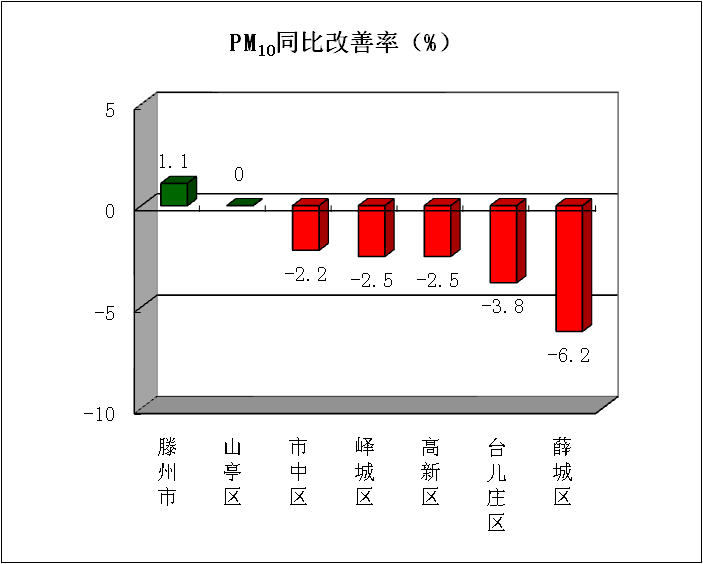 PM10同比改善率（%）
5
0
-5
-10
1.1
0
-2.2
-2.5
-2.5
-3.8
-6.2
滕州市
山亭区
市中区
峄城区
高新区
台儿庄区
薛城区